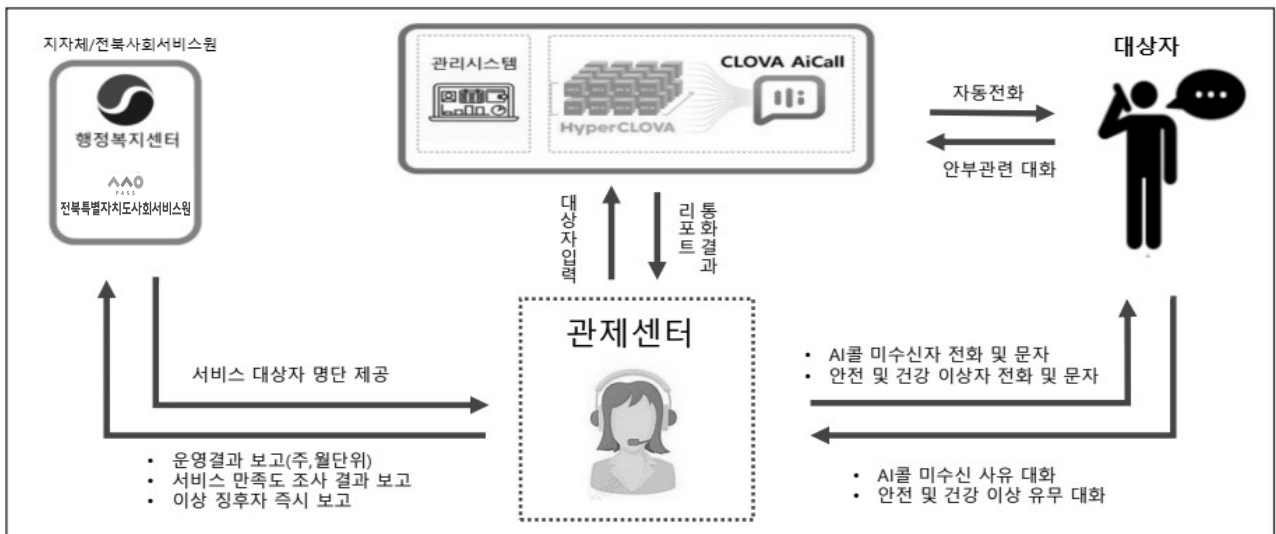 지자체/전북사회서비스원
행정복지센터
PASS
전북특별자치도사회서비스원
관리시스템
HyperCLOVA
CLOVA AiCall
대상자
자동전화
안부관련 대화
대상자입력
통화결과
리포트
관제센터
서비스 대상자 명단 제공
• 운영결과 보고(주,월단위)
• 서비스 만족도 조사 결과 보고
• 이상 징후자 즉시 보고
• AI콜 미수신자 전화 및 문자
• 안전 및 건강 이상자 전화 및 문자
• AI콜 미수신 사유 대화
• 안전 및 건강 이상 유무 대화